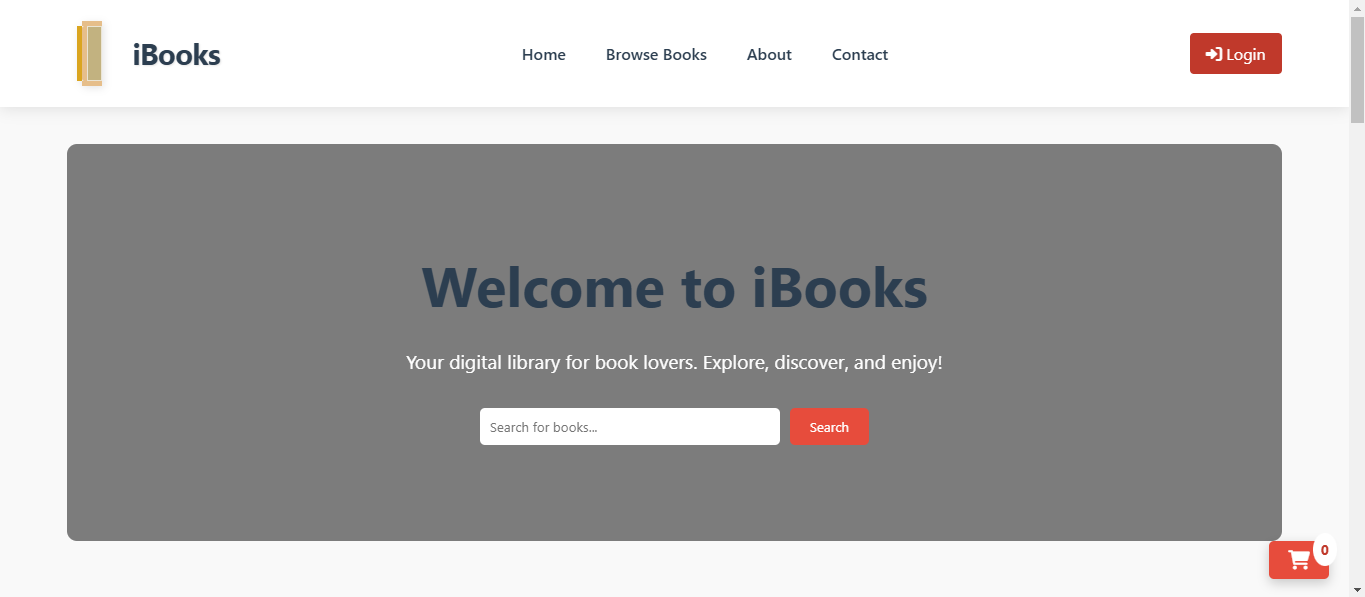 iBooks
Home
Browse Books
About
Contact
Login
Welcome to iBooks
Your digital library for book lovers. Explore, discover, and enjoy!
Search for books...
Search
0